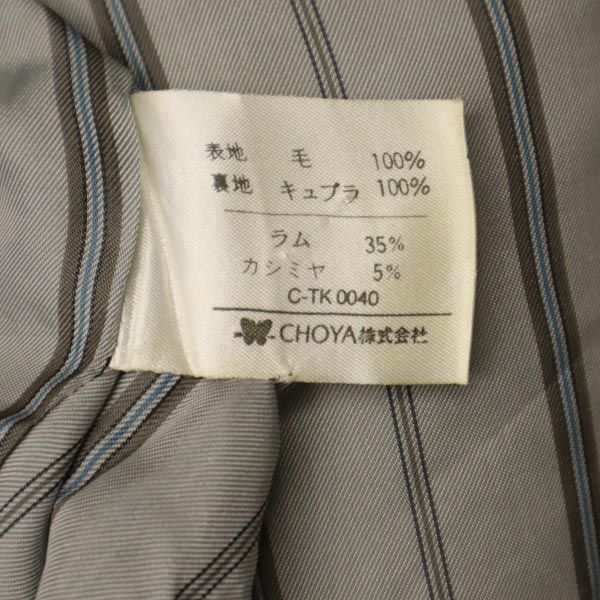 表地 毛 100%
裏地 キュプラ 100%
ラム 35%
カシミヤ 5%
C-TK 0040
CHOYA株式会社